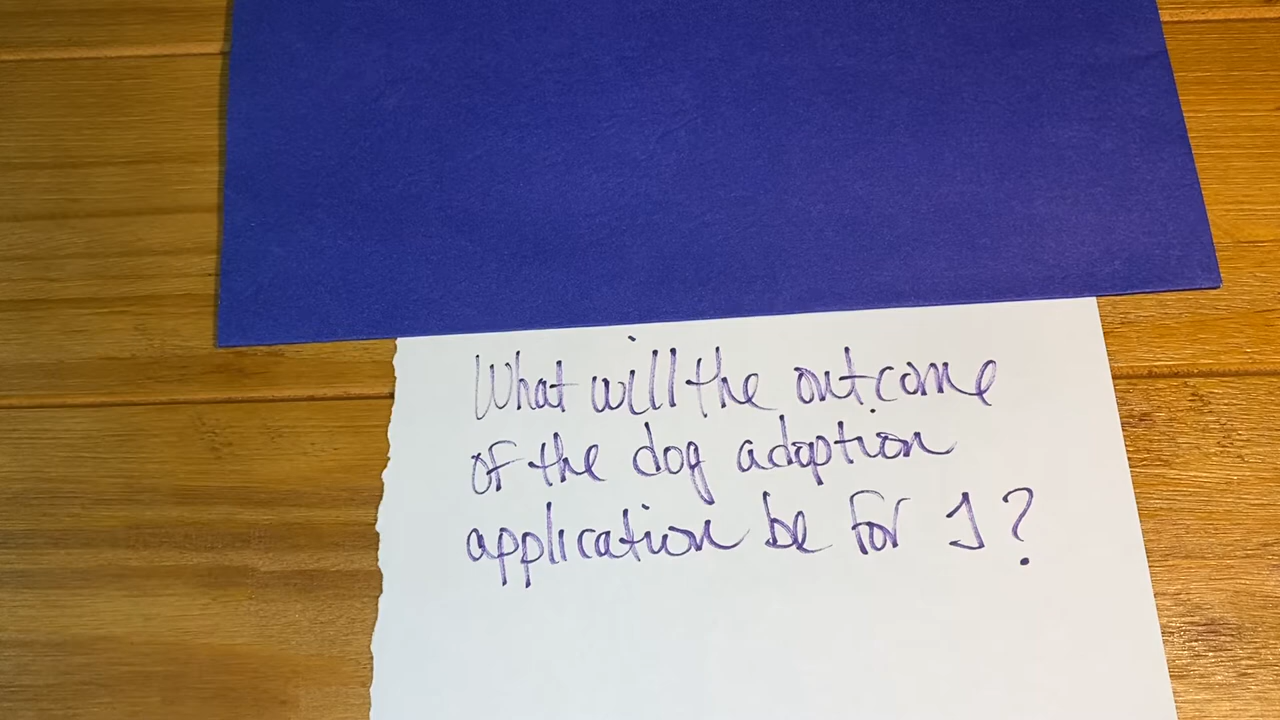 What will the outcome
of the dog adoption
application be for J?